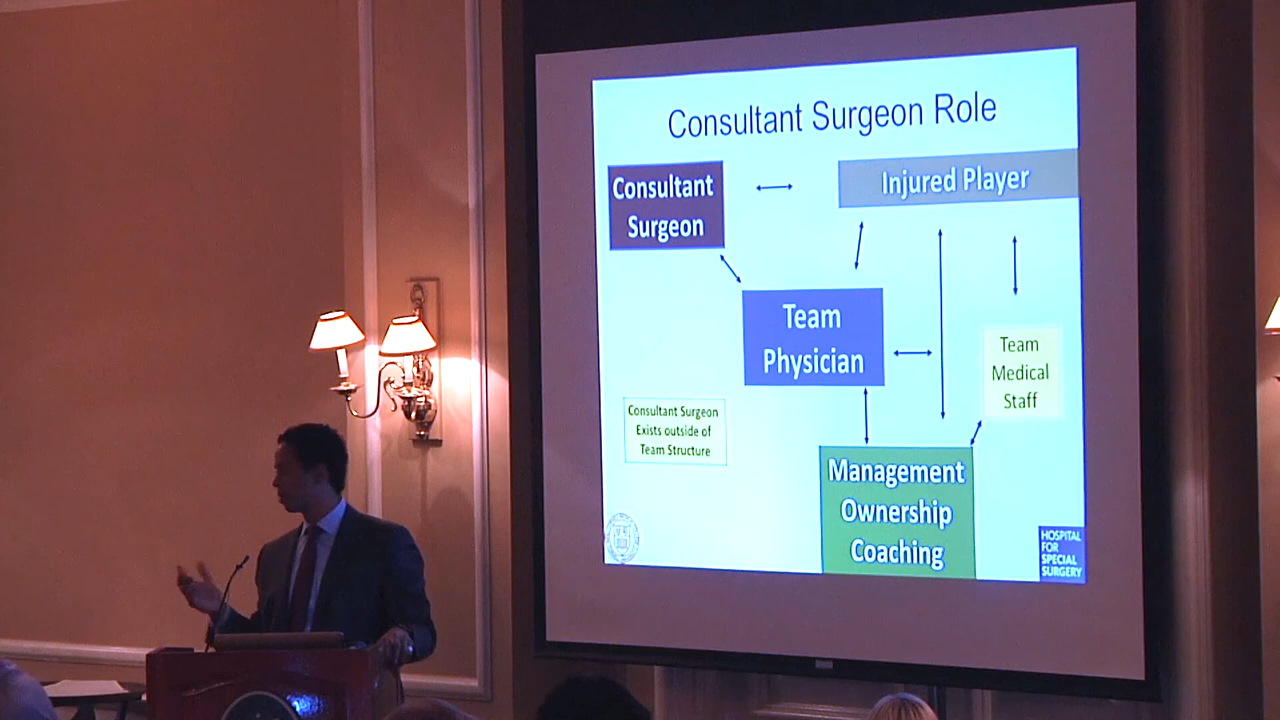 Consultant Surgeon Role
Consultant
Surgeon
Injured Player
Team
Physician
Team
Medical
Staff
Consultant Surgeon
Exists outside of
Team Structure
Management
Ownership
Coaching
HOSPITAL
FOR
SPECIAL
SURGERY